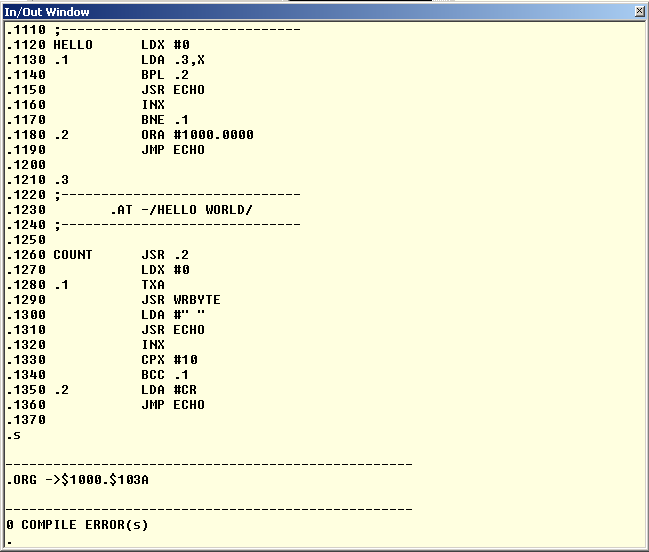 In/Out Window
.1110 ;------------------------------
.1120 HELLO      LDX #0
.1130 .1         LDA .3,X
.1140            BPL .2
.1150            JSR ECHO
.1160            INX
.1170            BNE .1
.1180 .2         ORA #1000.0000
.1190            JMP ECHO
.1200
.1210 .3
.1220 ;------------------------------
.1230        .AT -/HELLO WORLD/
.1240 ;------------------------------
.1250
.1260 COUNT      JSR .2
.1270            LDX #0
.1280 .1         TXA
.1290            JSR WRBYTE
.1300            LDA #" "
.1310            JSR ECHO
.1320            INX
.1330            CPX #10
.1340            BCC .1
.1350 .2         LDA #CR
.1360            JMP ECHO
.1370
.s
---------------------------------------------------
.ORG ->$1000.$103A
---------------------------------------------------
0 COMPILE ERROR(s)
.